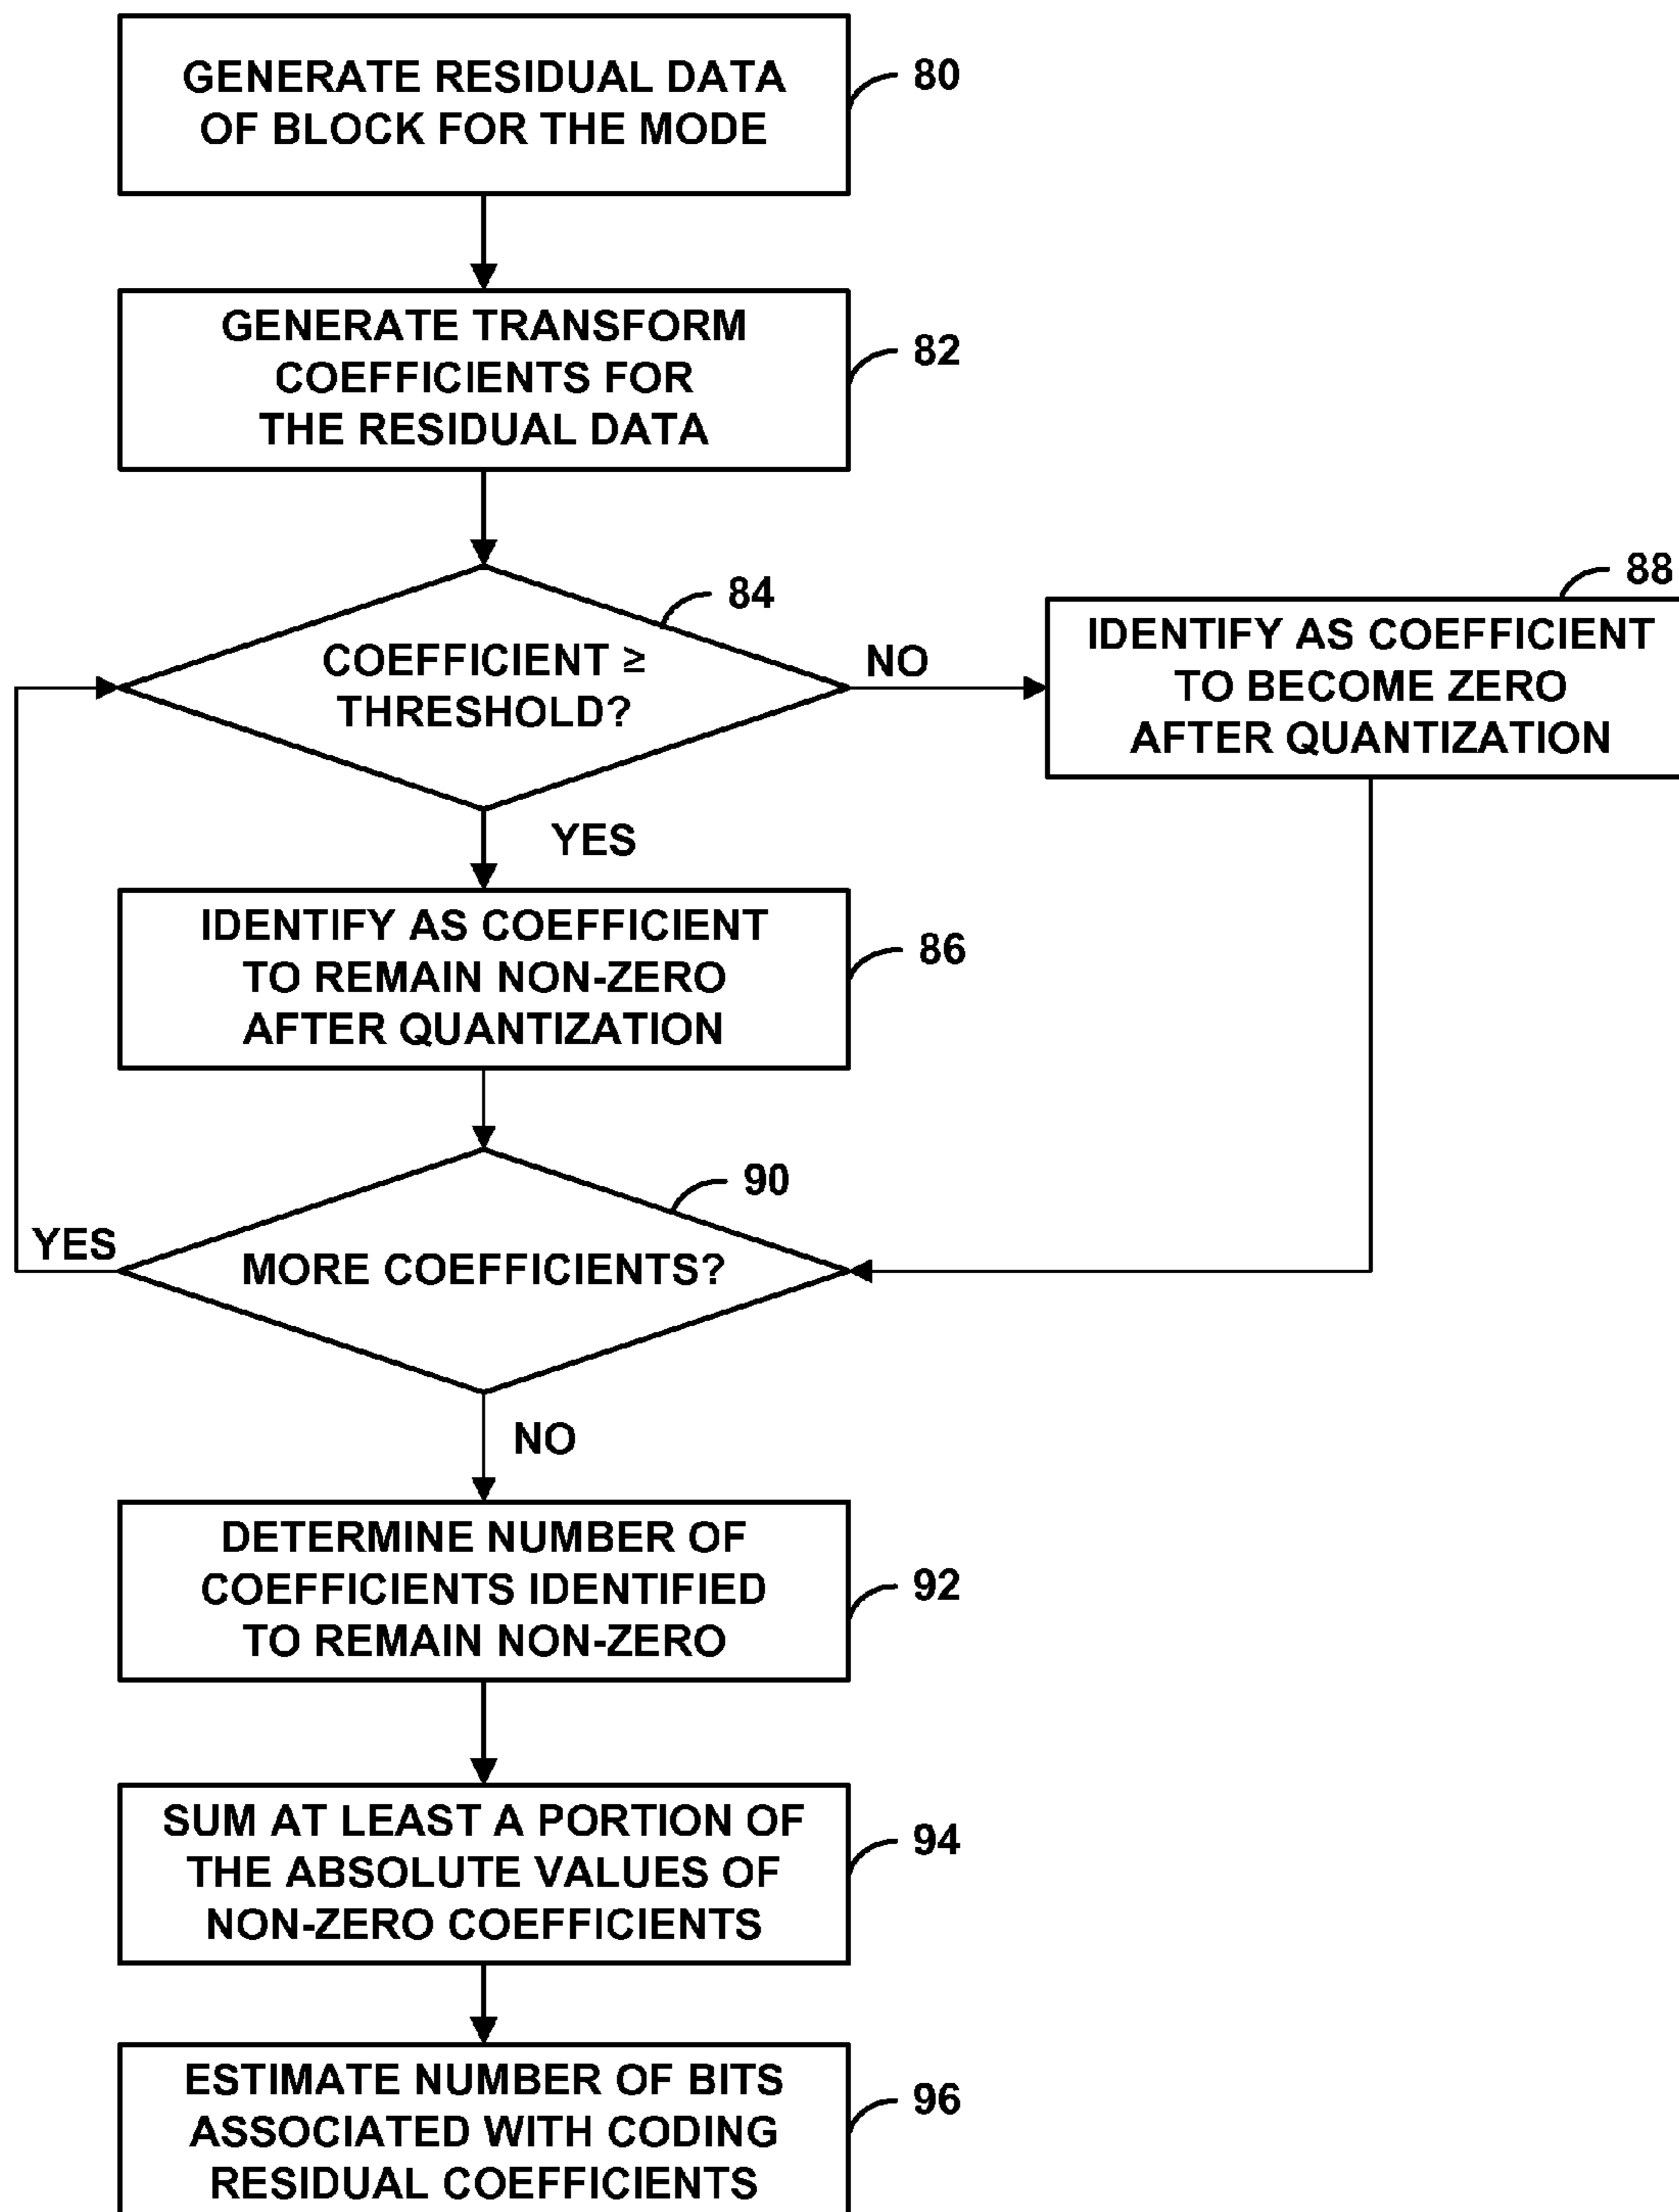 GENERATE RESIDUAL DATA
OF BLOCK FOR THE MODE
80
GENERATE TRANSFORM
COEFFICIENTS FOR
THE RESIDUAL DATA
82
COEFFICIENT ≥
THRESHOLD?
84
NO
IDENTIFY AS COEFFICIENT
TO BECOME ZERO
AFTER QUANTIZATION
88
YES
IDENTIFY AS COEFFICIENT
TO REMAIN NON-ZERO
AFTER QUANTIZATION
86
MORE COEFFICIENTS?
90
YES
NO
DETERMINE NUMBER OF
COEFFICIENTS IDENTIFIED
TO REMAIN NON-ZERO
92
SUM AT LEAST A PORTION OF
THE ABSOLUTE VALUES OF
NON-ZERO COEFFICIENTS
94
ESTIMATE NUMBER OF BITS
ASSOCIATED WITH CODING
RESIDUAL COEFFICIENTS
96